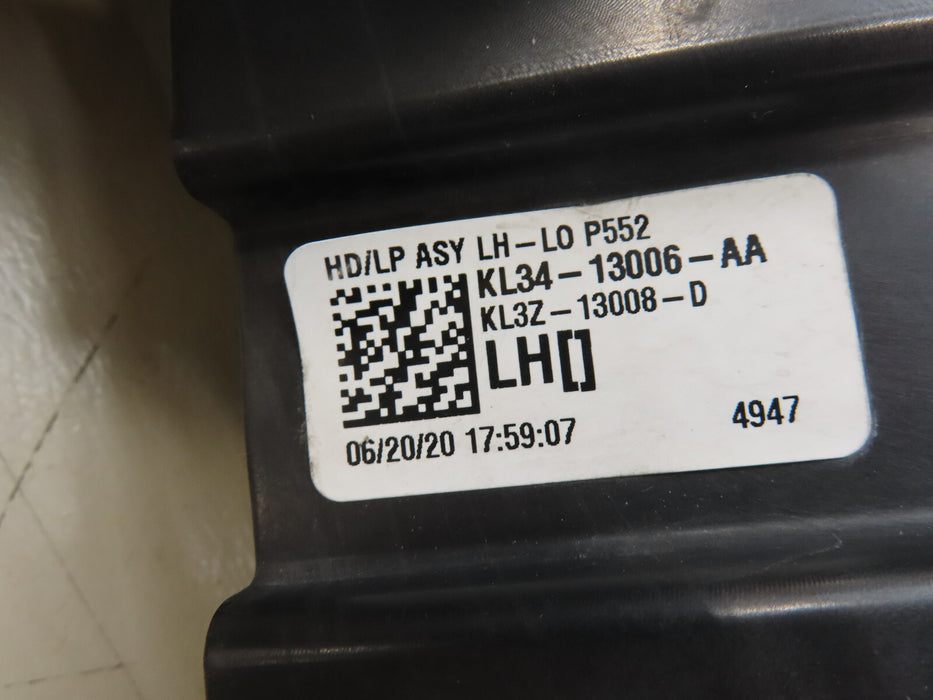 HD/LP ASY LH-LO P552
KL34-13006-AA
KL3Z-13008-D
LH[]
06/20/20 17:59:07
4947